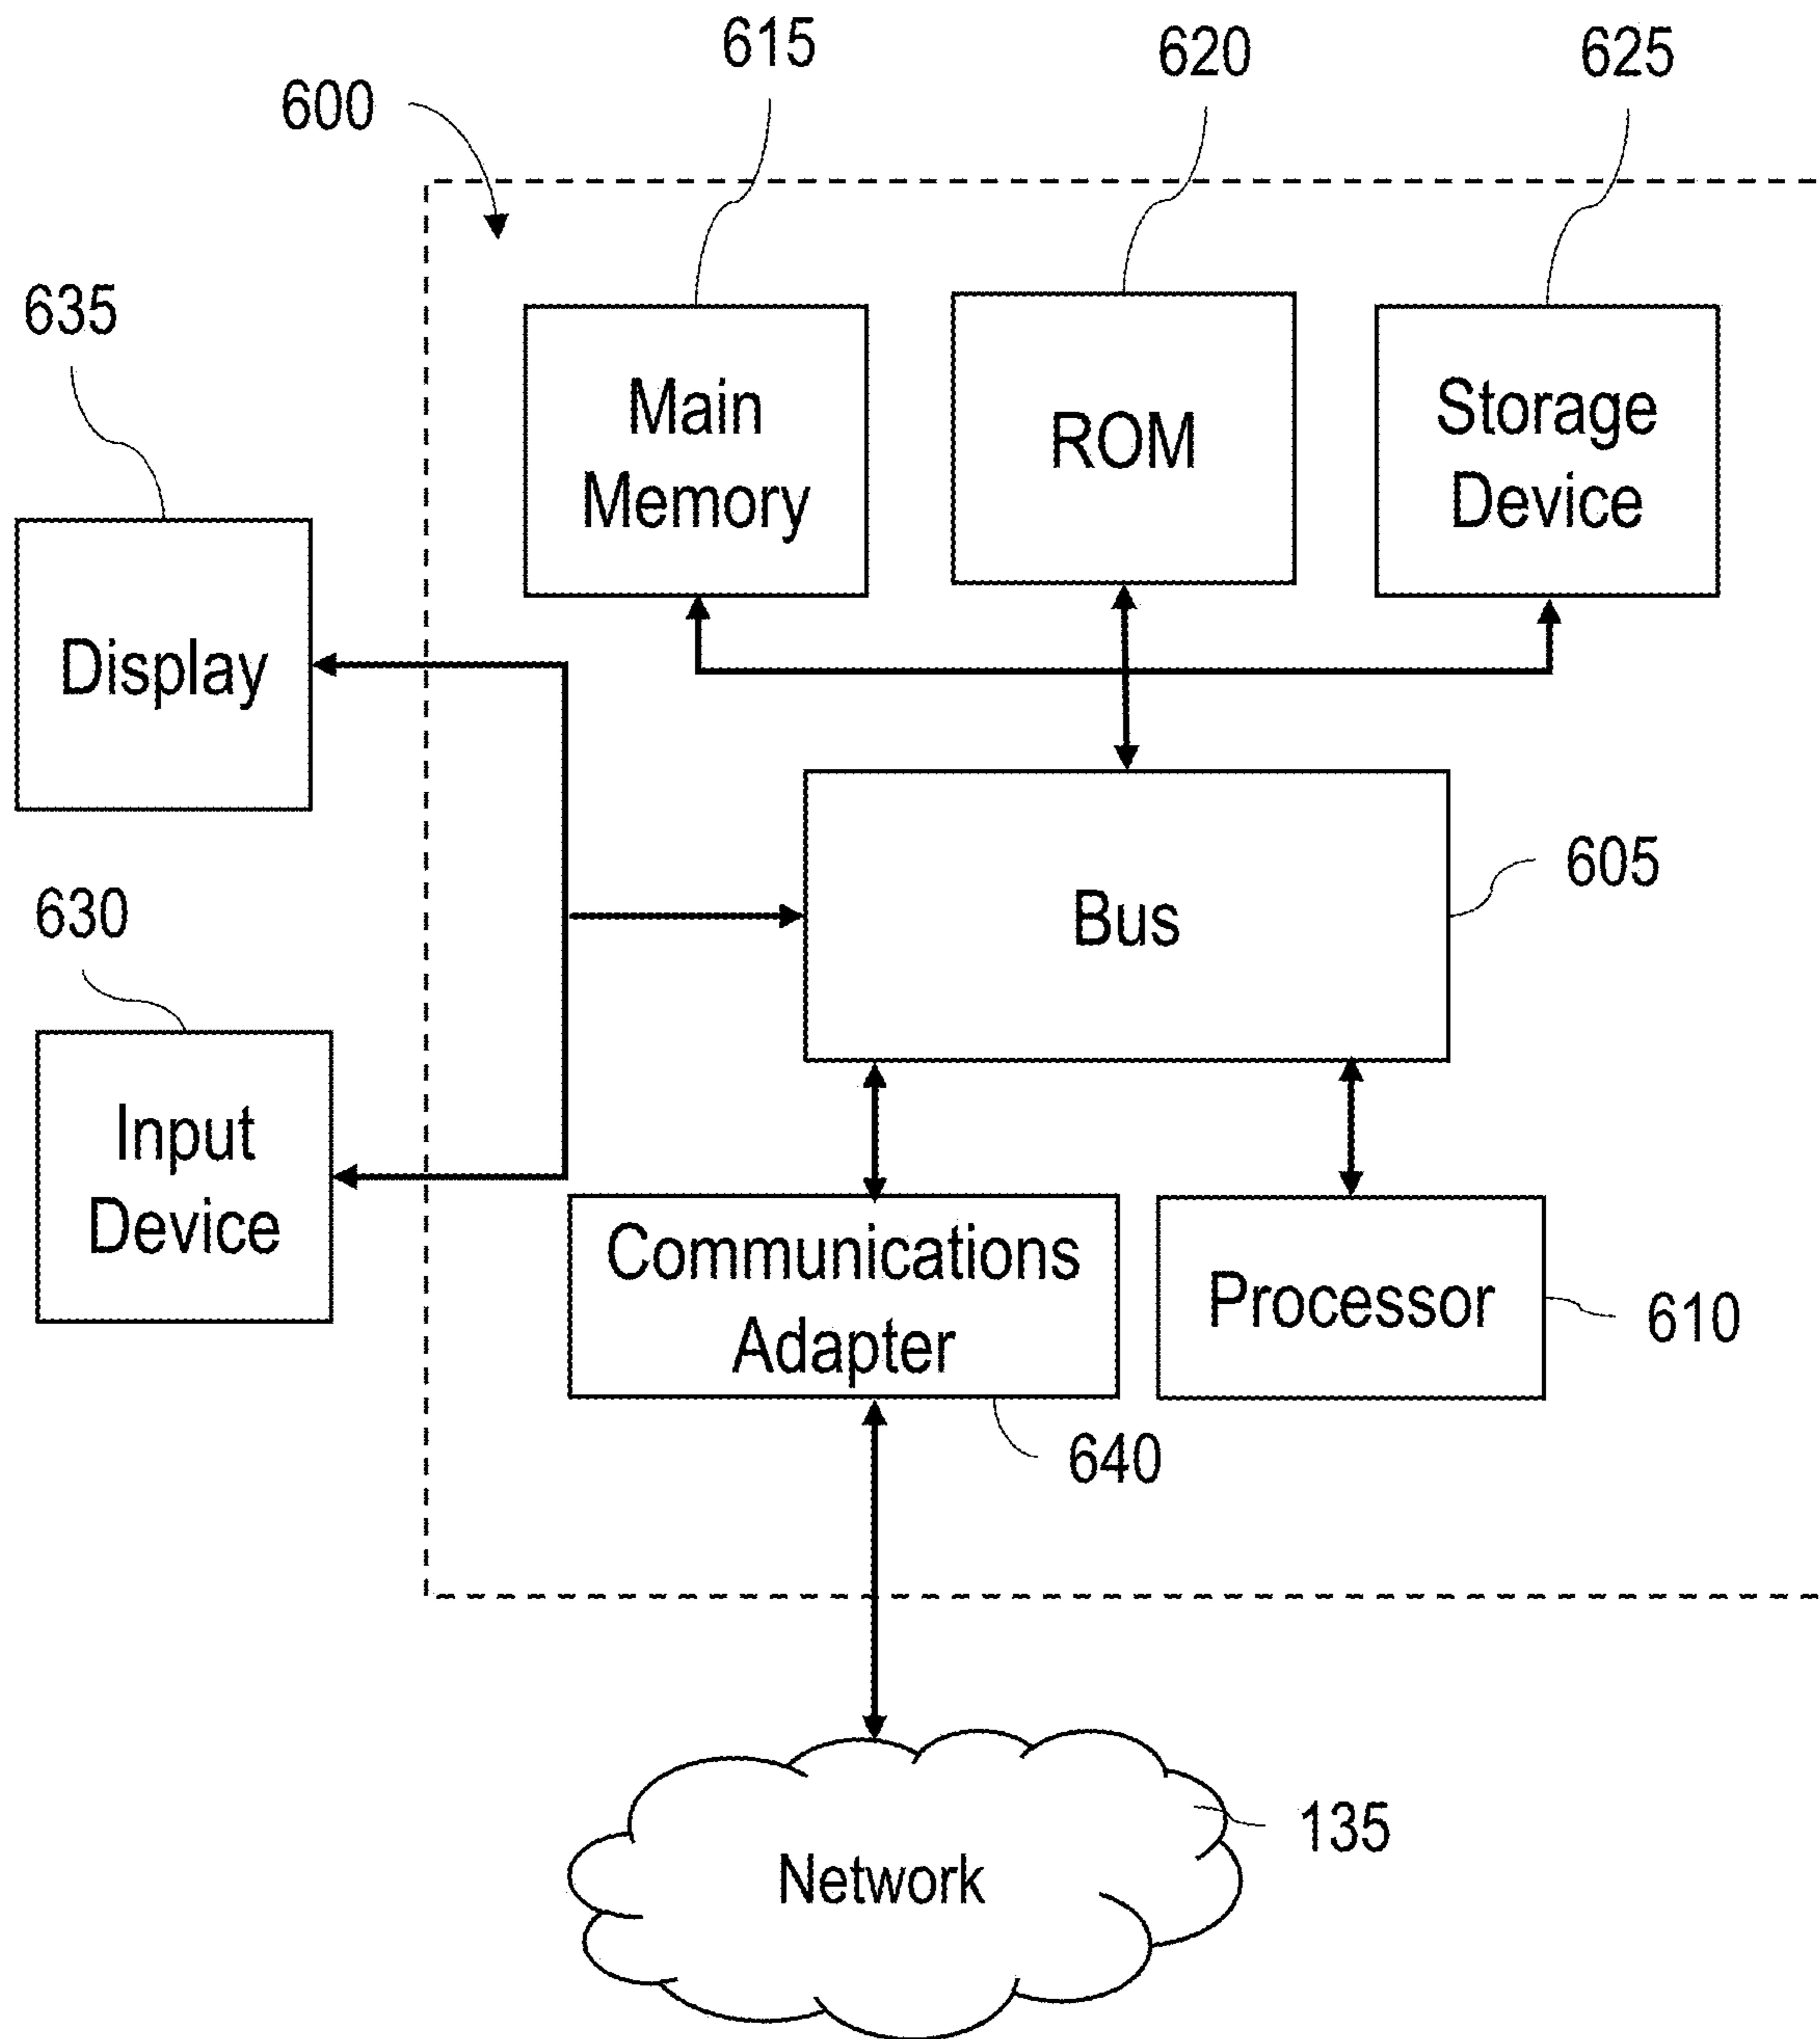 615
620
625
600
635
Main
Memory
ROM
Storage
Device
Display
605
Bus
630
Input
Device
Communications
Adapter
Processor
610
640
135
Network